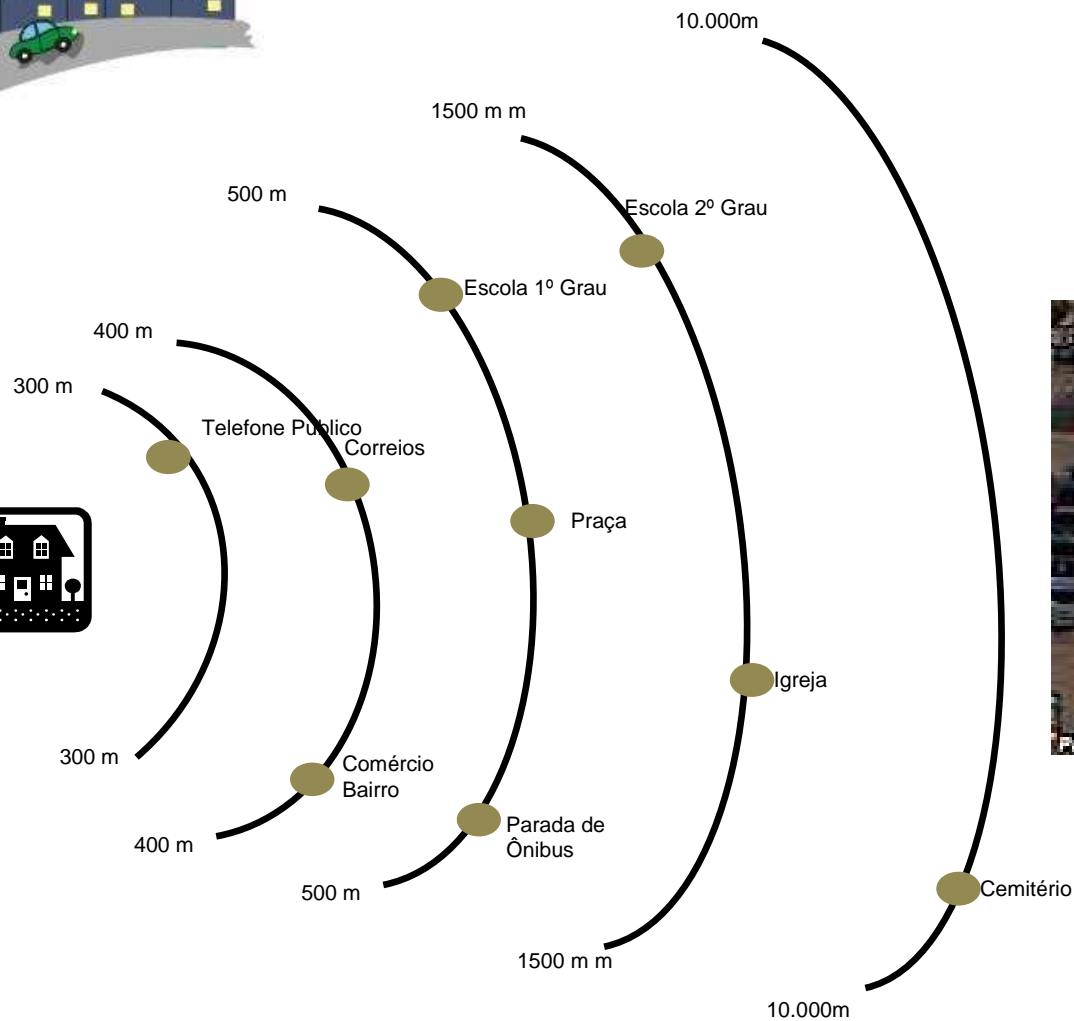 10.000m
1500 m m
500 m
Escola 2º Grau
Escola 1º Grau
400 m
300 m
Telefone Público
Correios
Praça
Igreja
300 m
Comércio
Bairro
400 m
Parada de
Ônibus
500 m
Cemitério
1500 m m
10.000m